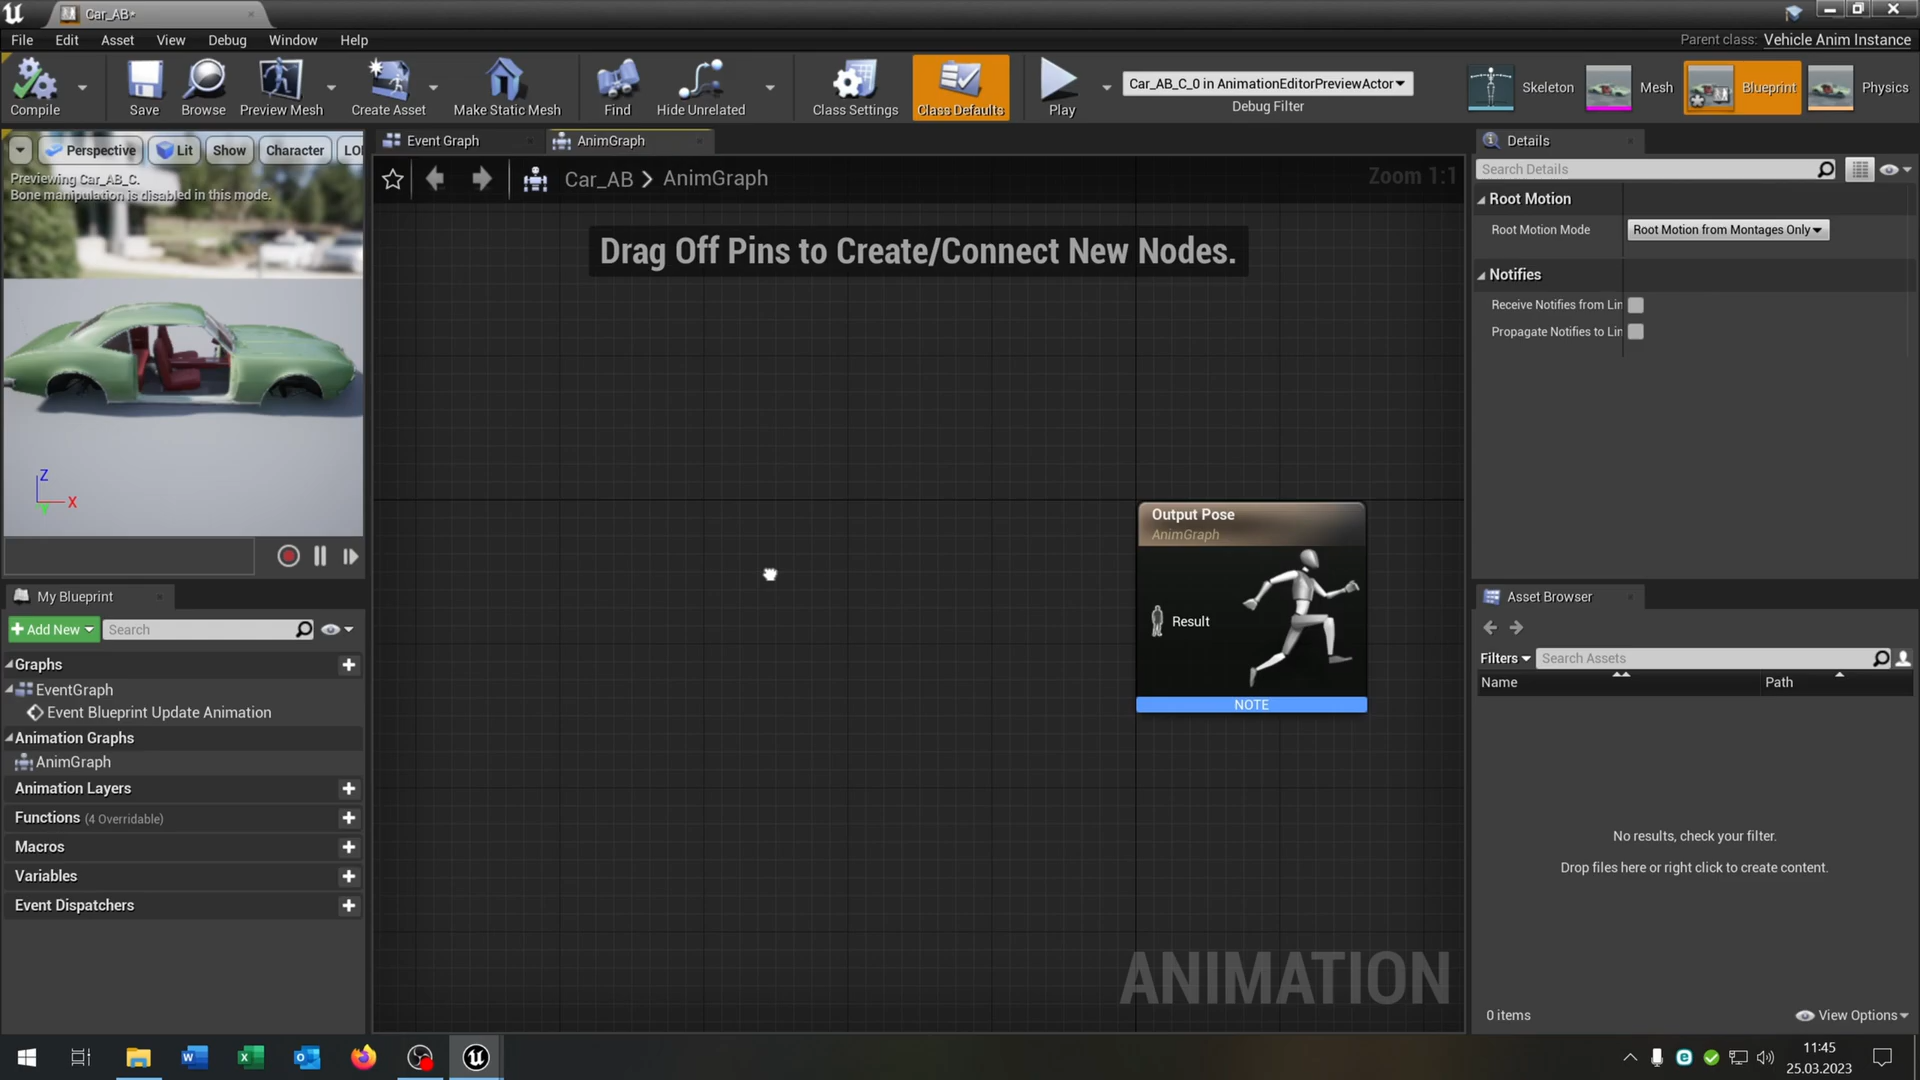 Car_AB*
File Edit Asset View Debug Window Help
Parent class: Vehicle Anim Instance
Compile
Save
Browse
Preview Mesh
Create Asset
Make Static Mesh
Find
Hide Unrelated
Class Settings
Class Defaults
Play
Car_AB_C_0 in AnimationEditorPreviewActor
Debug Filter
Skeleton
Mesh
Blueprint
Physics
Perspective Lit Show Character LO
Previewing Car_AB_C.
Bone manipulation is disabled in this mode.
Z
X
Y
My Blueprint
Add New Search
Graphs
EventGraph
Event Blueprint Update Animation
Animation Graphs
AnimGraph
Animation Layers
Functions (4 Overridable)
Macros
Variables
Event Dispatchers
Event Graph
AnimGraph
Car_AB > AnimGraph
Zoom 1:1
Drag Off Pins to Create/Connect New Nodes.
Output Pose
AnimGraph
Result
NOTE
ANIMATION
Details
Search Details
Root Motion
Root Motion Mode Root Motion from Montages Only
Notifies
Receive Notifies from Lin
Propagate Notifies to Lin
Asset Browser
Filters Search Assets
Name Path
No results, check your filter.
Drop files here or right click to create content.
0 items View Options
11:45
25.03.2023